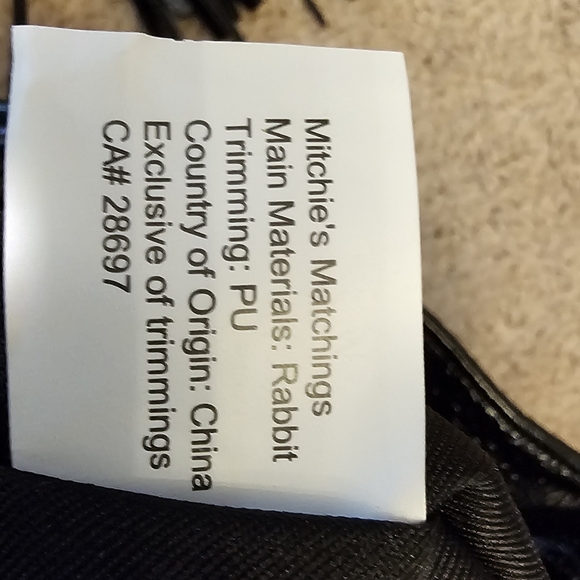 Mitchie's Matchings
Main Materials: Rabbit
Trimming: PU
Country of Origin: China
Exclusive of trimmings
CA# 28697